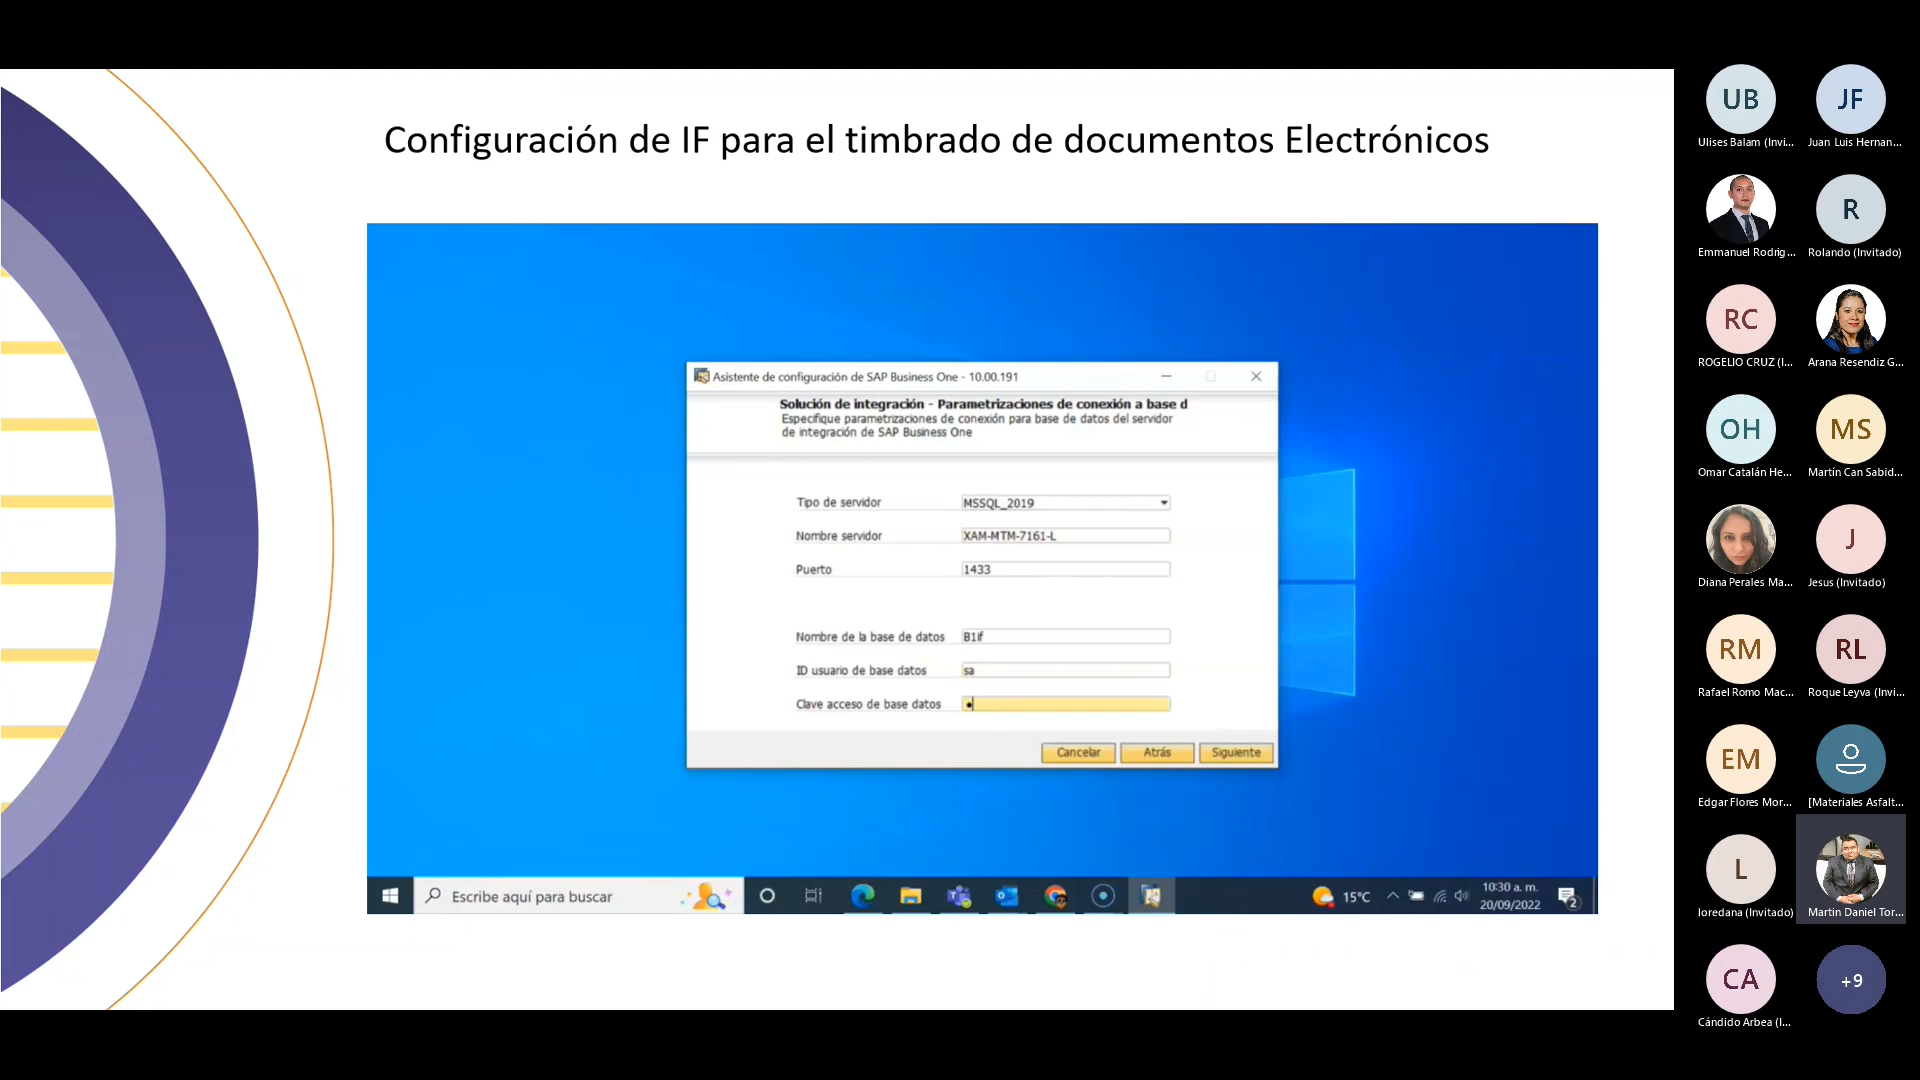 Configuración de IF para el timbrado de documentos Electrónicos
Asistente de configuración de SAP Business One - 10.00.191
Solución de integración - Parametrizaciones de conexión a base d
Especifique parametrizaciones de conexión para base de datos del servidor
de integración de SAP Business One
Tipo de servidor MSSQL_2019
Nombre servidor XAM-MTM-7161-L
Puerto 1433
Nombre de la base de datos B1if
ID usuario de base datos sa
Clave acceso de base datos
Cancelar Atrás Siguiente
Escribe aquí para buscar
15°C
10:30 a. m.
20/09/2022
2
UB JF
Ulises Balam (Invi... Juan Luis Hernan...
R
Emmanuel Rodrig... Rolando (Invitado)
RC
ROGELIO CRUZ (I... Arana Resendiz G...
OH MS
Omar Catalán He... Martín Can Sabid...
J
Diana Perales Ma... Jesus (Invitado)
RM RL
Rafael Romo Mac... Roque Leyva (Invi...
EM
Edgar Flores Mor... [Materiales Asfalt...
L
loredana (Invitado) Martin Daniel Tor...
CA +9
Cándido Arbea (I...